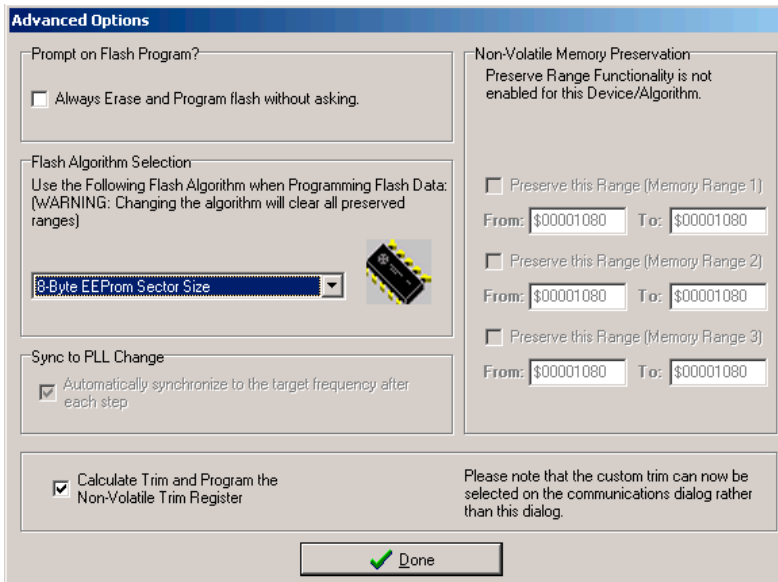 Advanced Options
Prompt on Flash Program?
Always Erase and Program flash without asking.
Flash Algorithm Selection
Use the Following Flash Algorithm when Programming Flash Data:
(WARNING: Changing the algorithm will clear all preserved
ranges)
8-Byte EEProm Sector Size
Sync to PLL Change
Automatically synchronize to the target frequency after
each step
Non-Volatile Memory Preservation
Preserve Range Functionality is not
enabled for this Device/Algorithm.
Preserve this Range (Memory Range 1)
From: $00001080 To: $00001080
Preserve this Range (Memory Range 2)
From: $00001080 To: $00001080
Preserve this Range (Memory Range 3)
From: $00001080 To: $00001080
Calculate Trim and Program the
Non-Volatile Trim Register
Please note that the custom trim can now be
selected on the communications dialog rather
than this dialog.
Done